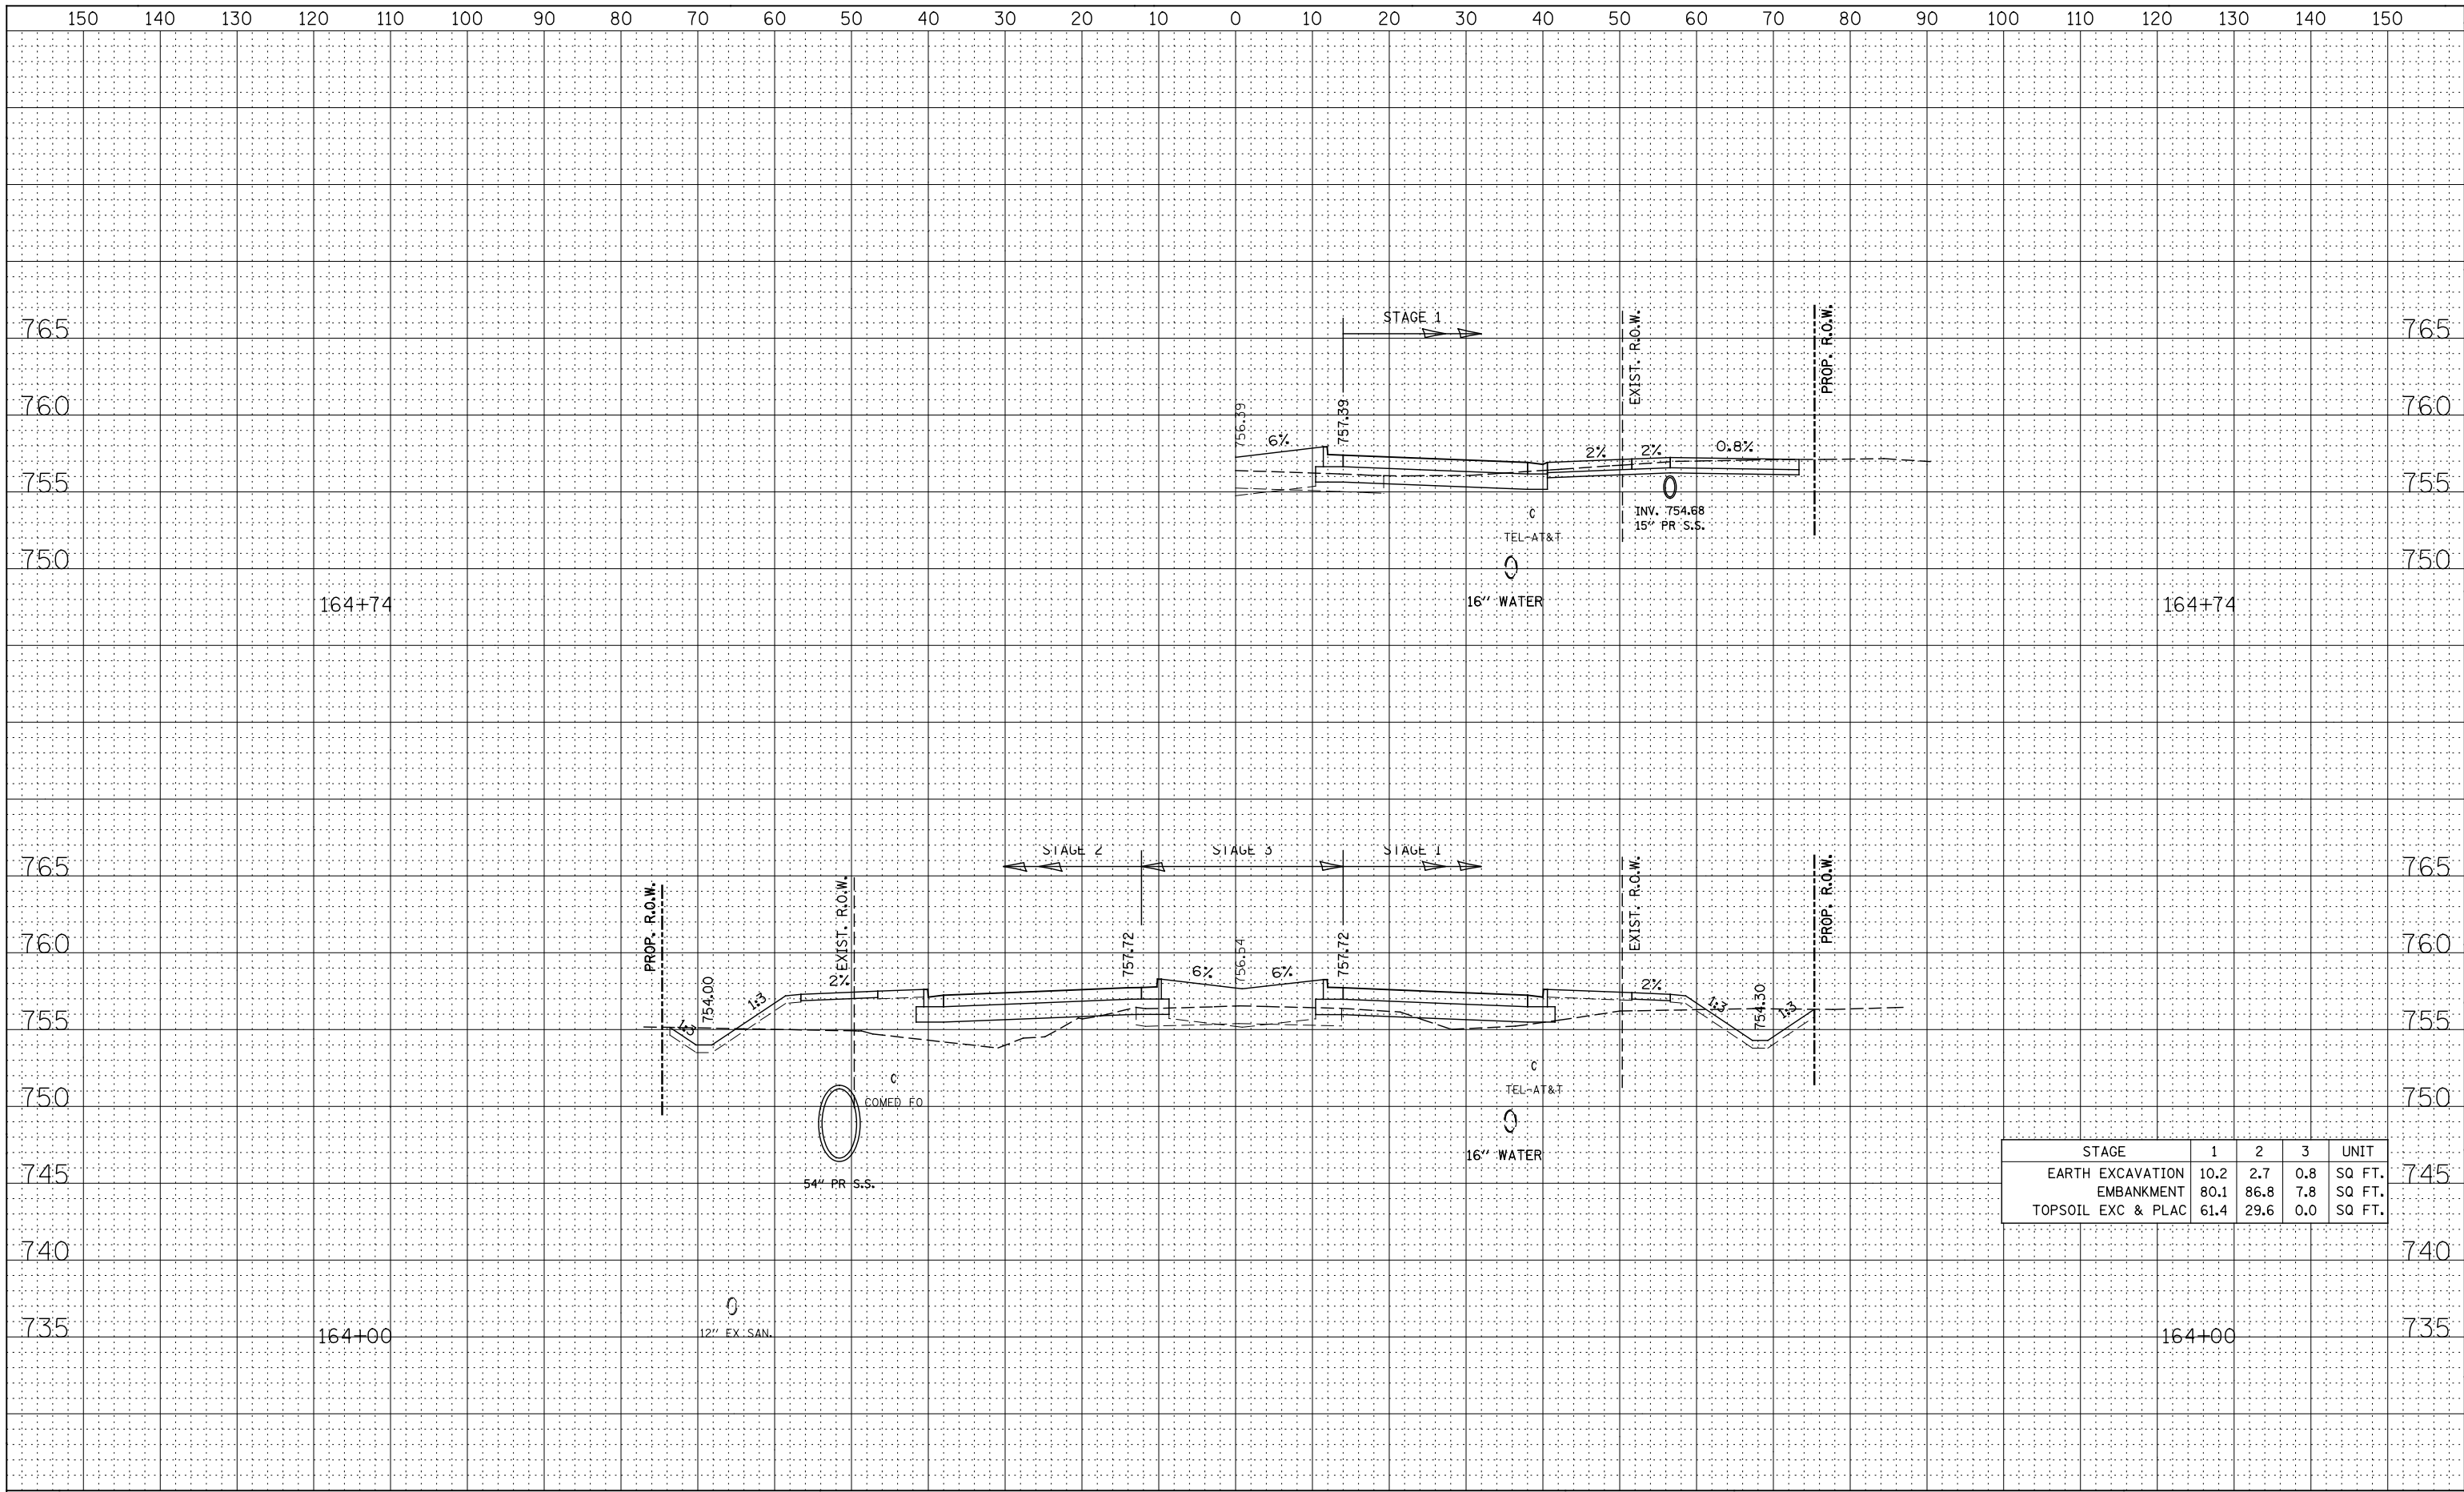 150 140 130 120 110 100 90 80 70 60 50 40 30 20 10 0 10 20 30 40 50 60 70 80 90 100 110 120 130 140 150
765 STAGE 1 765
EXIST. R.O.W.
PROP. R.O.W.
760 760
756.39
6%
757.39
2% 2% 0.8%
755 755
INV. 754.68
15" PR S.S.
C
TEL-AT&T
750 750
16" WATER
164+74 164+74
STAGE 2 STAGE 3 STAGE 1
765 765
PROP. R.O.W.
EXIST. R.O.W.
EXIST. R.O.W.
PROP. R.O.W.
760 760
757.72
756.54
757.72
6% 6%
2% 2%
1:3
754.00
1:3
1:3
754.30
1:3
755 755
C
COMED FO
C
TEL-AT&T
750 750
16" WATER
54" PR S.S.
745 745
STAGE 1 2 3 UNIT
EARTH EXCAVATION 10.2 2.7 0.8 SQ FT.
EMBANKMENT 80.1 86.8 7.8 SQ FT.
TOPSOIL EXC & PLAC 61.4 29.6 0.0 SQ FT.
740 740
12" EX SAN.
735 735
164+00 164+00